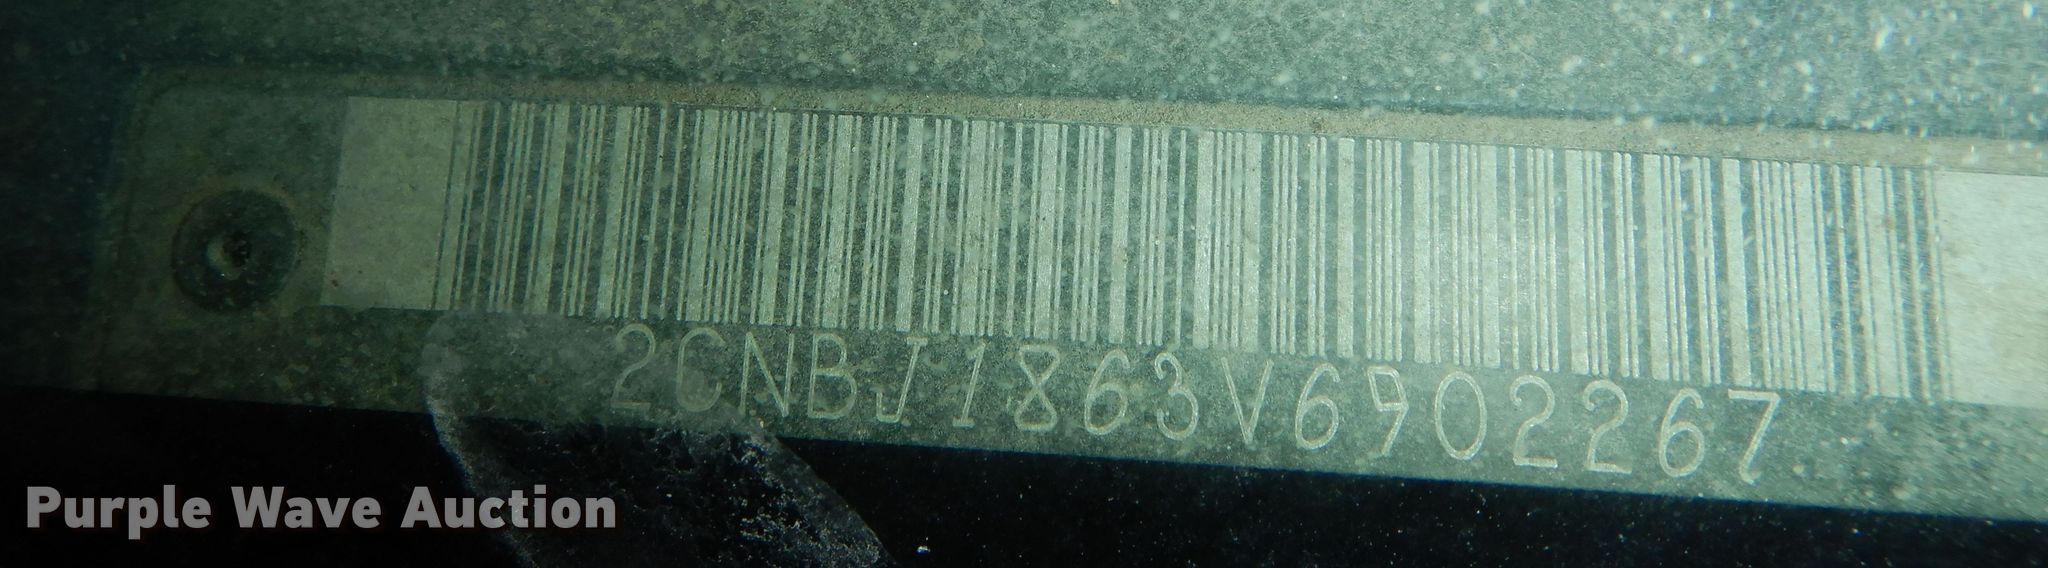 2CNBJ1863V6902267
Purple Wave Auction